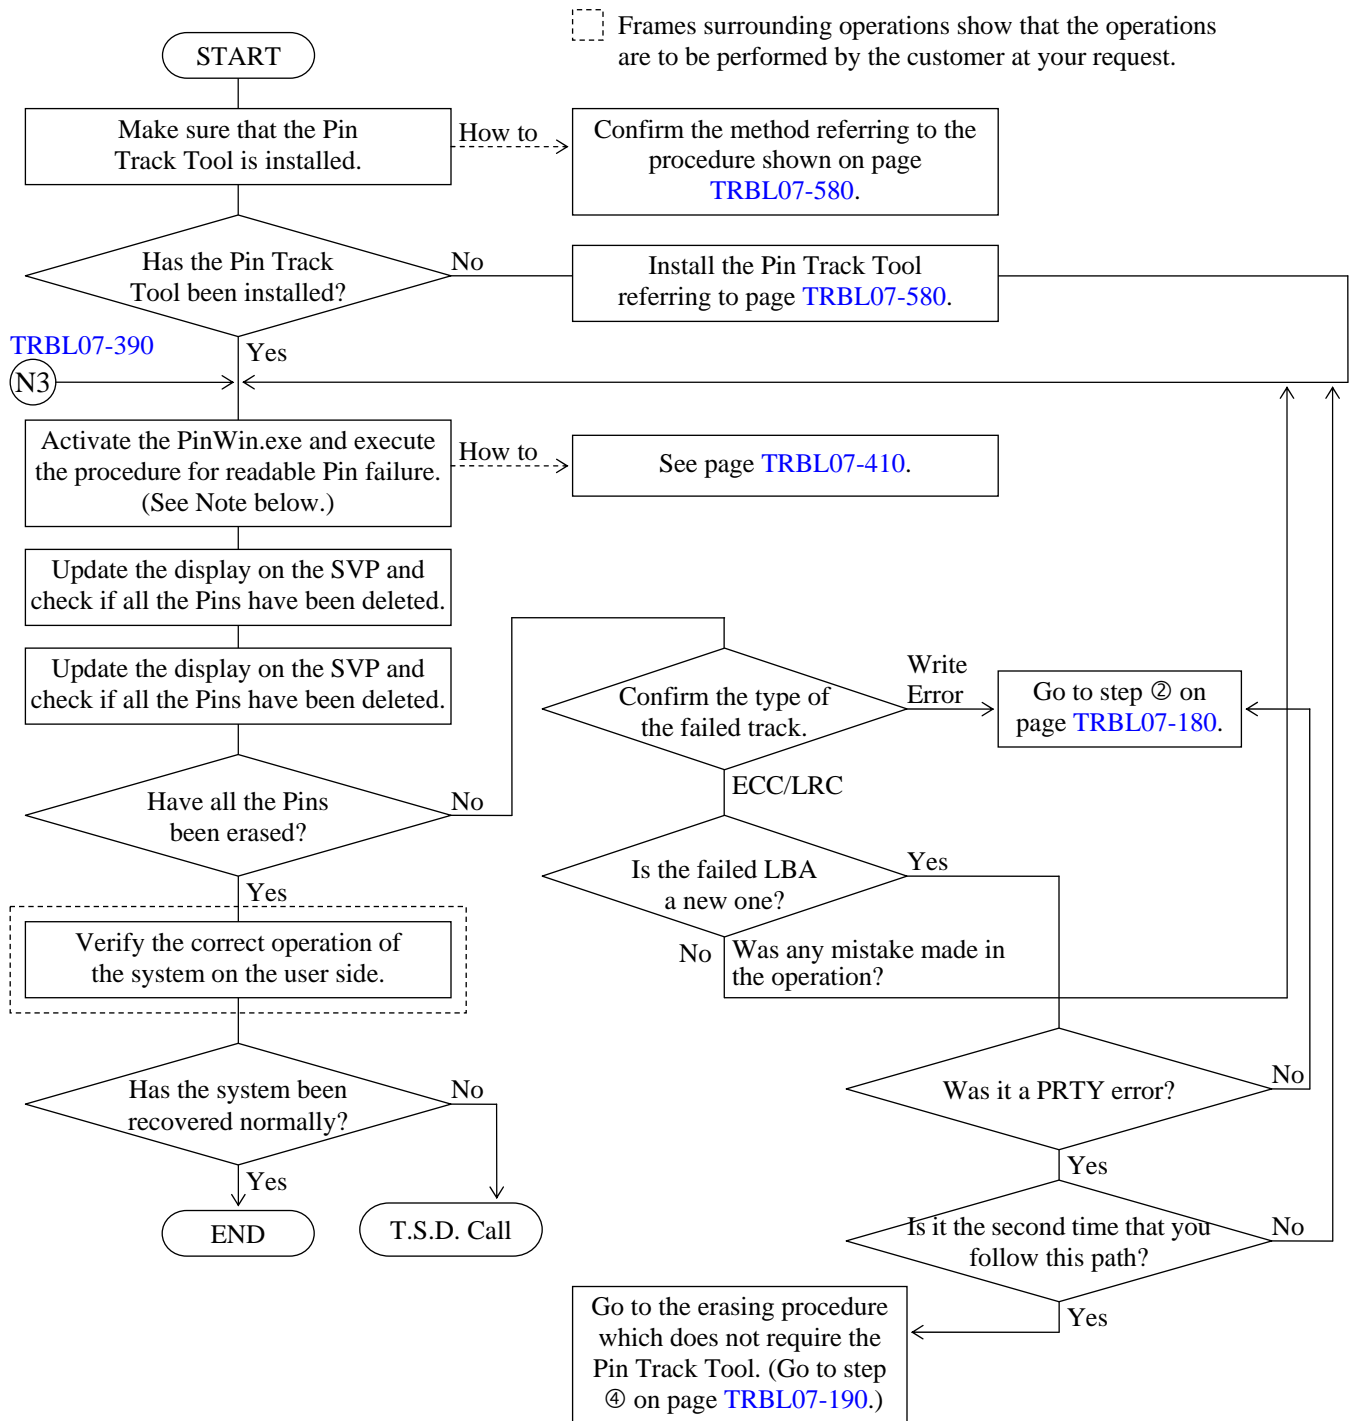 Frames surrounding operations show that the operations
are to be performed by the customer at your request.
START
Make sure that the Pin
Track Tool is installed.
How to
Confirm the method referring to the
procedure shown on page
TRBL07-580.
Has the Pin Track
Tool been installed?
No
Install the Pin Track Tool
referring to page TRBL07-580.
TRBL07-390
Yes
N3
Activate the PinWin.exe and execute
the procedure for readable Pin failure.
(See Note below.)
How to
See page TRBL07-410.
Update the display on the SVP and
check if all the Pins have been deleted.
Update the display on the SVP and
check if all the Pins have been deleted.
Confirm the type of
the failed track.
Write
Error
Go to step ② on
page TRBL07-180.
ECC/LRC
Have all the Pins
been erased?
No
Is the failed LBA
a new one?
Yes
Yes
Verify the correct operation of
the system on the user side.
No
Was any mistake made in
the operation?
Has the system been
recovered normally?
No
Was it a PRTY error?
No
Yes
Yes
END
T.S.D. Call
Is it the second time that you
follow this path?
No
Yes
Go to the erasing procedure
which does not require the
Pin Track Tool. (Go to step
④ on page TRBL07-190.)